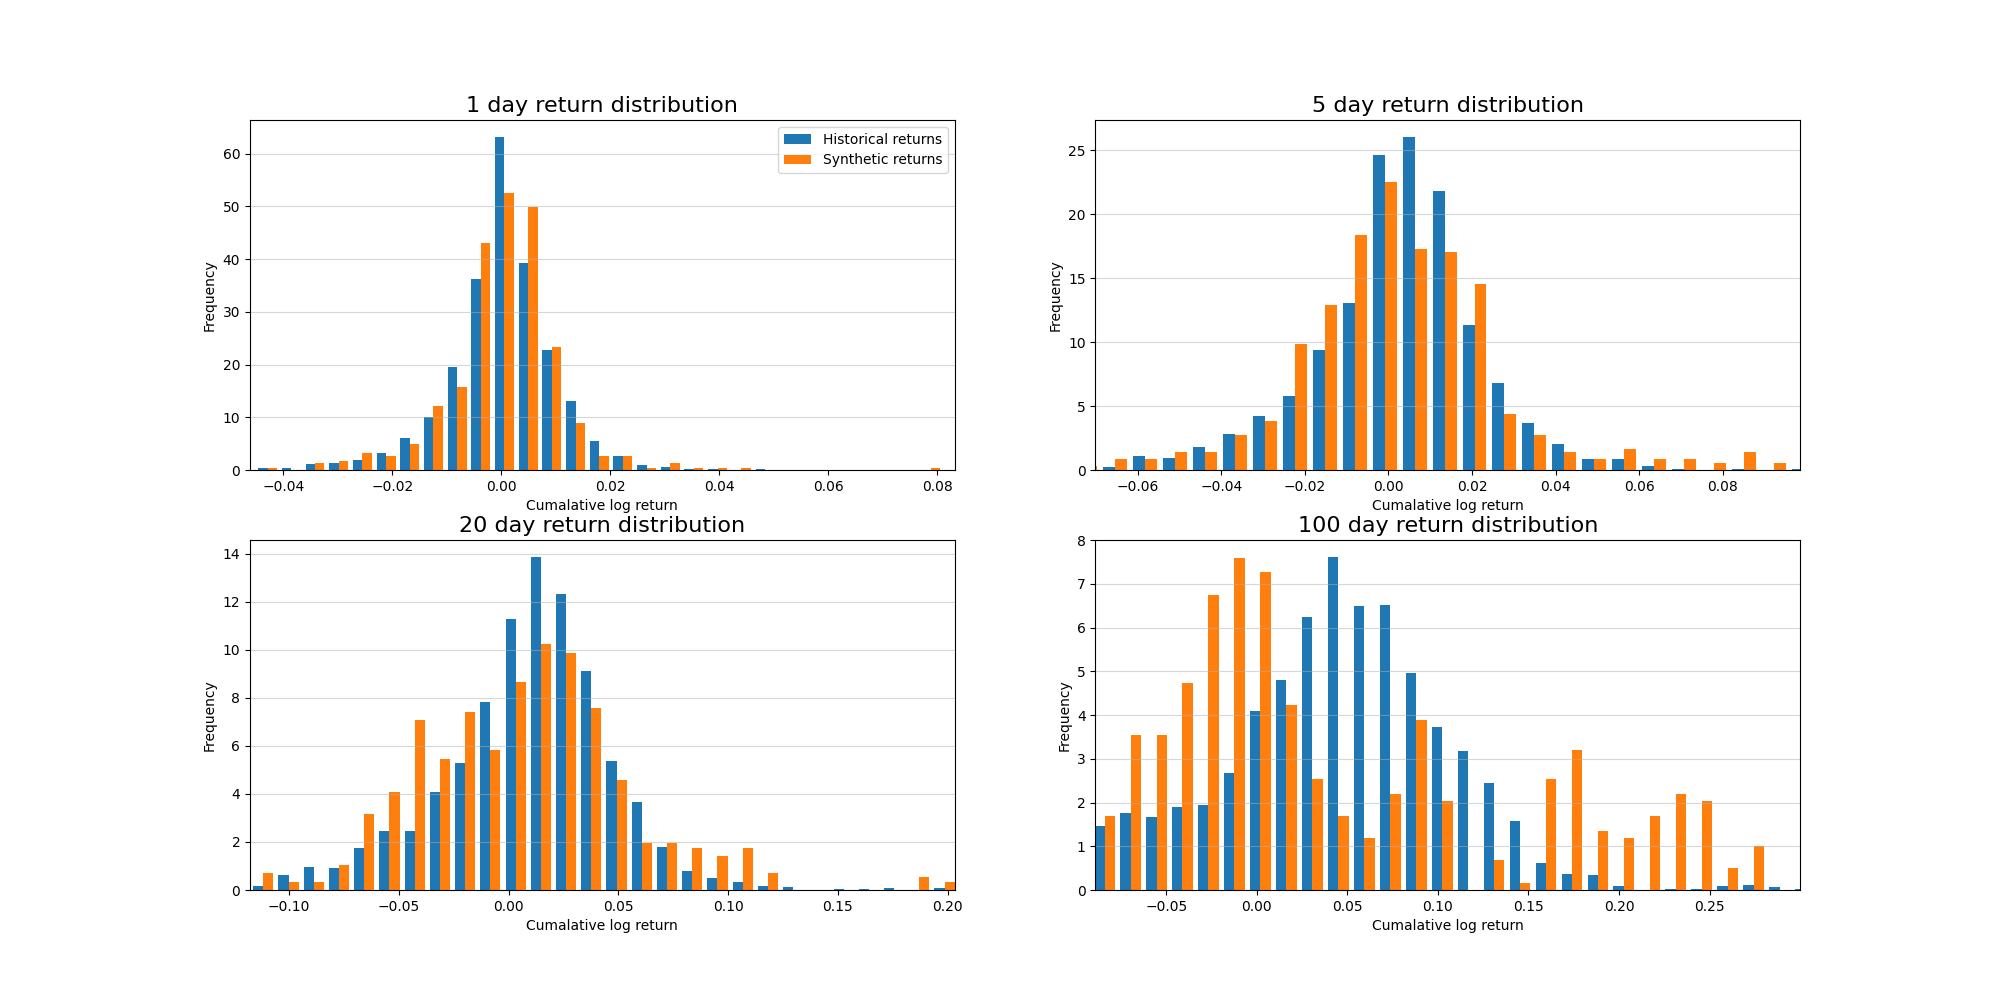 1 day return distribution
Historical returns
Synthetic returns
Frequency
60
50
40
30
20
10
0
−0.04 −0.02 0.00 0.02 0.04 0.06 0.08
Cumalative log return
5 day return distribution
Frequency
25
20
15
10
5
0
−0.06 −0.04 −0.02 0.00 0.02 0.04 0.06 0.08
Cumalative log return
20 day return distribution
Frequency
14
12
10
8
6
4
2
0
−0.10 −0.05 0.00 0.05 0.10 0.15 0.20
Cumalative log return
100 day return distribution
Frequency
8
7
6
5
4
3
2
1
0
−0.05 0.00 0.05 0.10 0.15 0.20 0.25
Cumalative log return